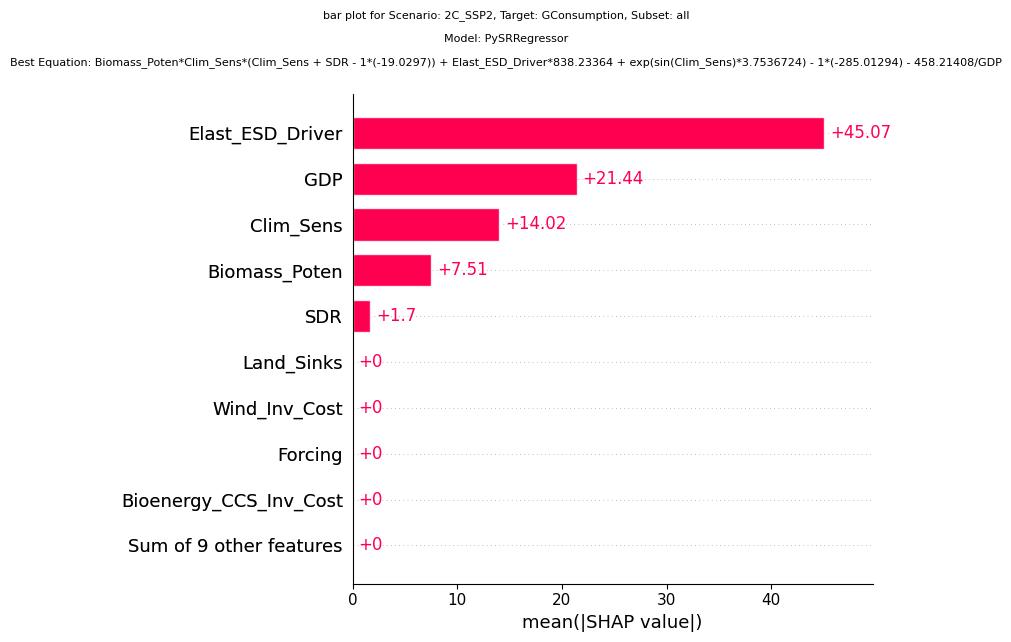 bar plot for Scenario: 2C_SSP2, Target: GConsumption, Subset: all
Model: PySRRegressor
Best Equation: Biomass_Poten*Clim_Sens*(Clim_Sens + SDR - 1*(-19.0297)) + Elast_ESD_Driver*838.23364 + exp(sin(Clim_Sens)*3.7536724) - 1*(-285.01294) - 458.21408/GDP
Elast_ESD_Driver +45.07
GDP +21.44
Clim_Sens +14.02
Biomass_Poten +7.51
SDR +1.7
Land_Sinks +0
Wind_Inv_Cost +0
Forcing +0
Bioenergy_CCS_Inv_Cost +0
Sum of 9 other features +0
0 10 20 30 40
mean(|SHAP value|)